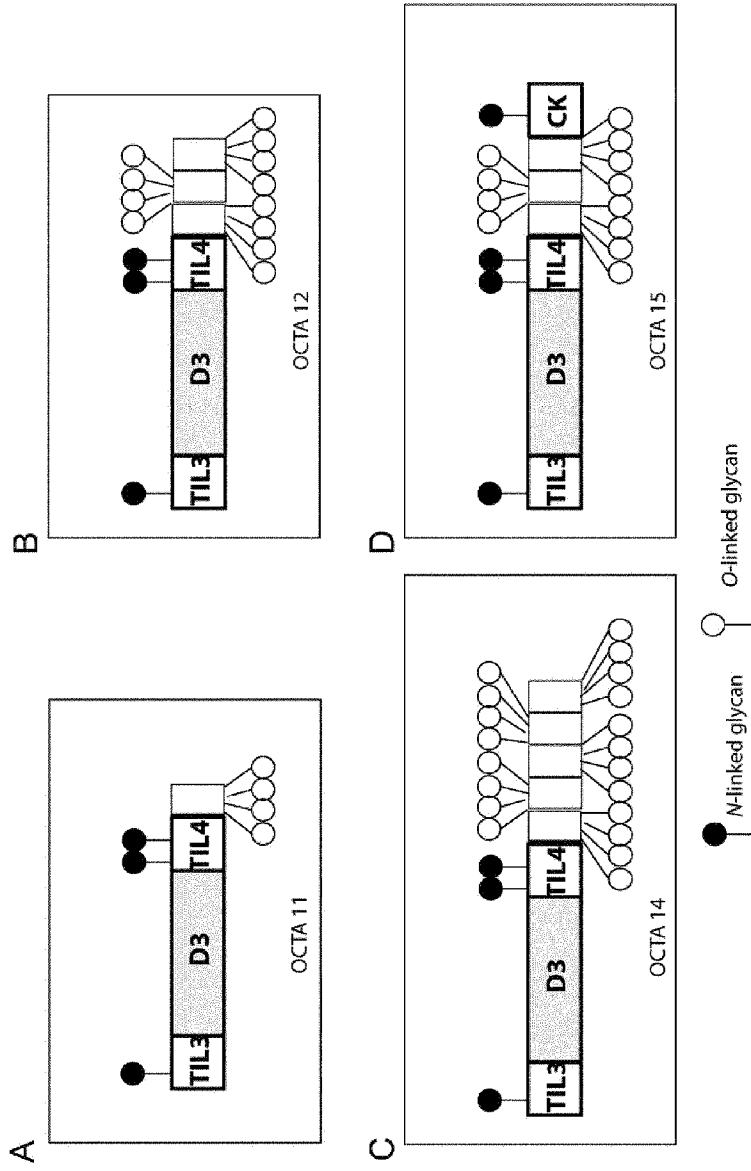 A
TIL3 D3 TIL4
OCTA 11
B
TIL3 D3 TIL4
OCTA 12
C
TIL3 D3 TIL4
OCTA 14
D
TIL3 D3 TIL4 CK
OCTA 15
N-linked glycan
O-linked glycan